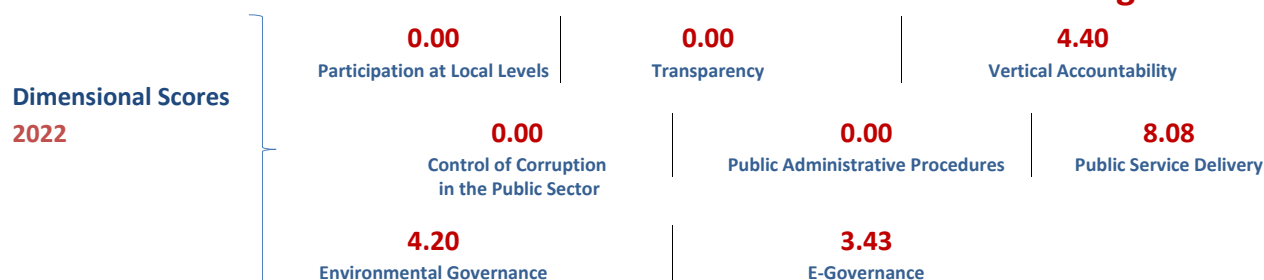 0.00
0.00
4.40
Participation at Local Levels
Transparency
Vertical Accountability
Dimensional Scores
2022
0.00
0.00
8.08
Control of Corruption
in the Public Sector
Public Administrative Procedures
Public Service Delivery
4.20
3.43
Environmental Governance
E-Governance